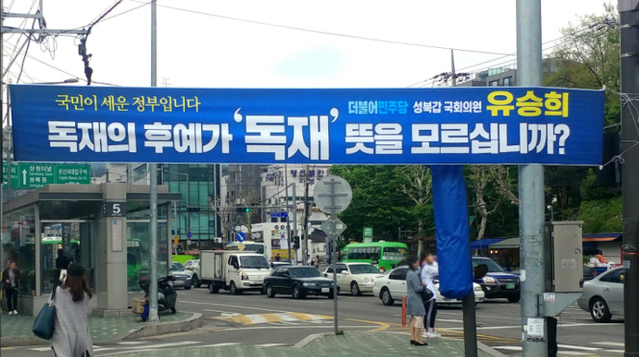 국민이 세운 정부입니다
더불어민주당 성북갑 국회의원 유승희
독재의 후예가 '독재' 뜻을 모르십니까?
5